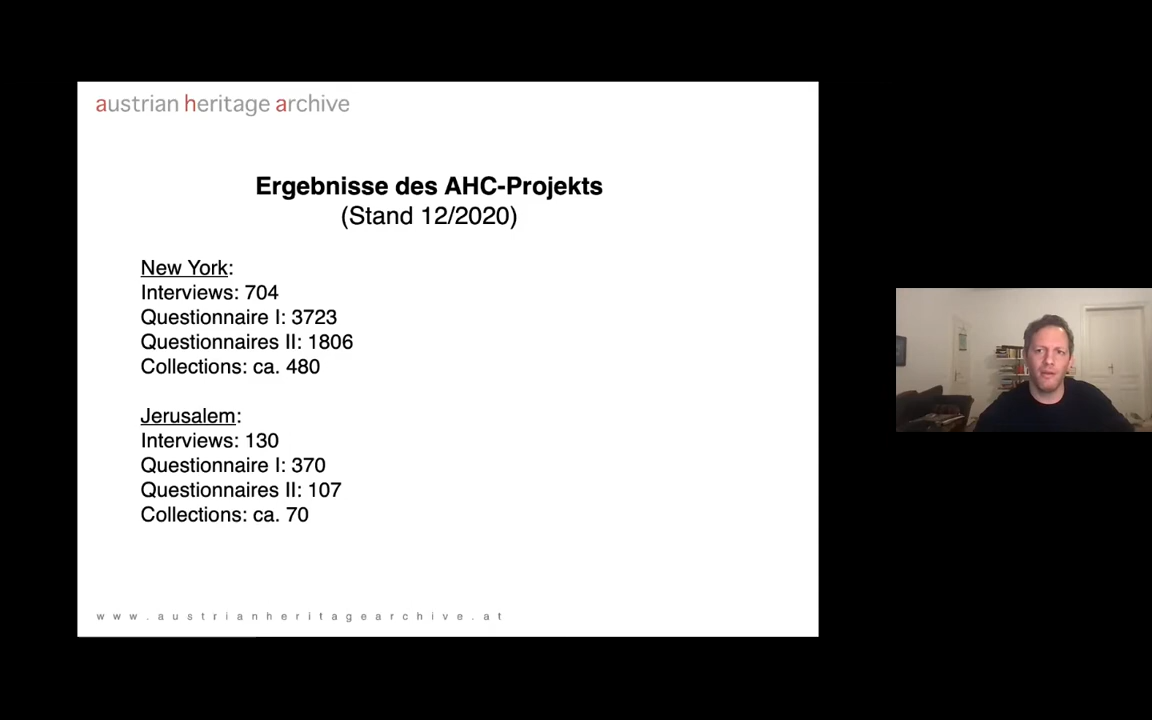 austrian heritage archive
Ergebnisse des AHC-Projekts
(Stand 12/2020)
New York:
Interviews: 704
Questionnaire I: 3723
Questionnaires II: 1806
Collections: ca. 480
Jerusalem:
Interviews: 130
Questionnaire I: 370
Questionnaires II: 107
Collections: ca. 70
www.austrianheritagearchive.at